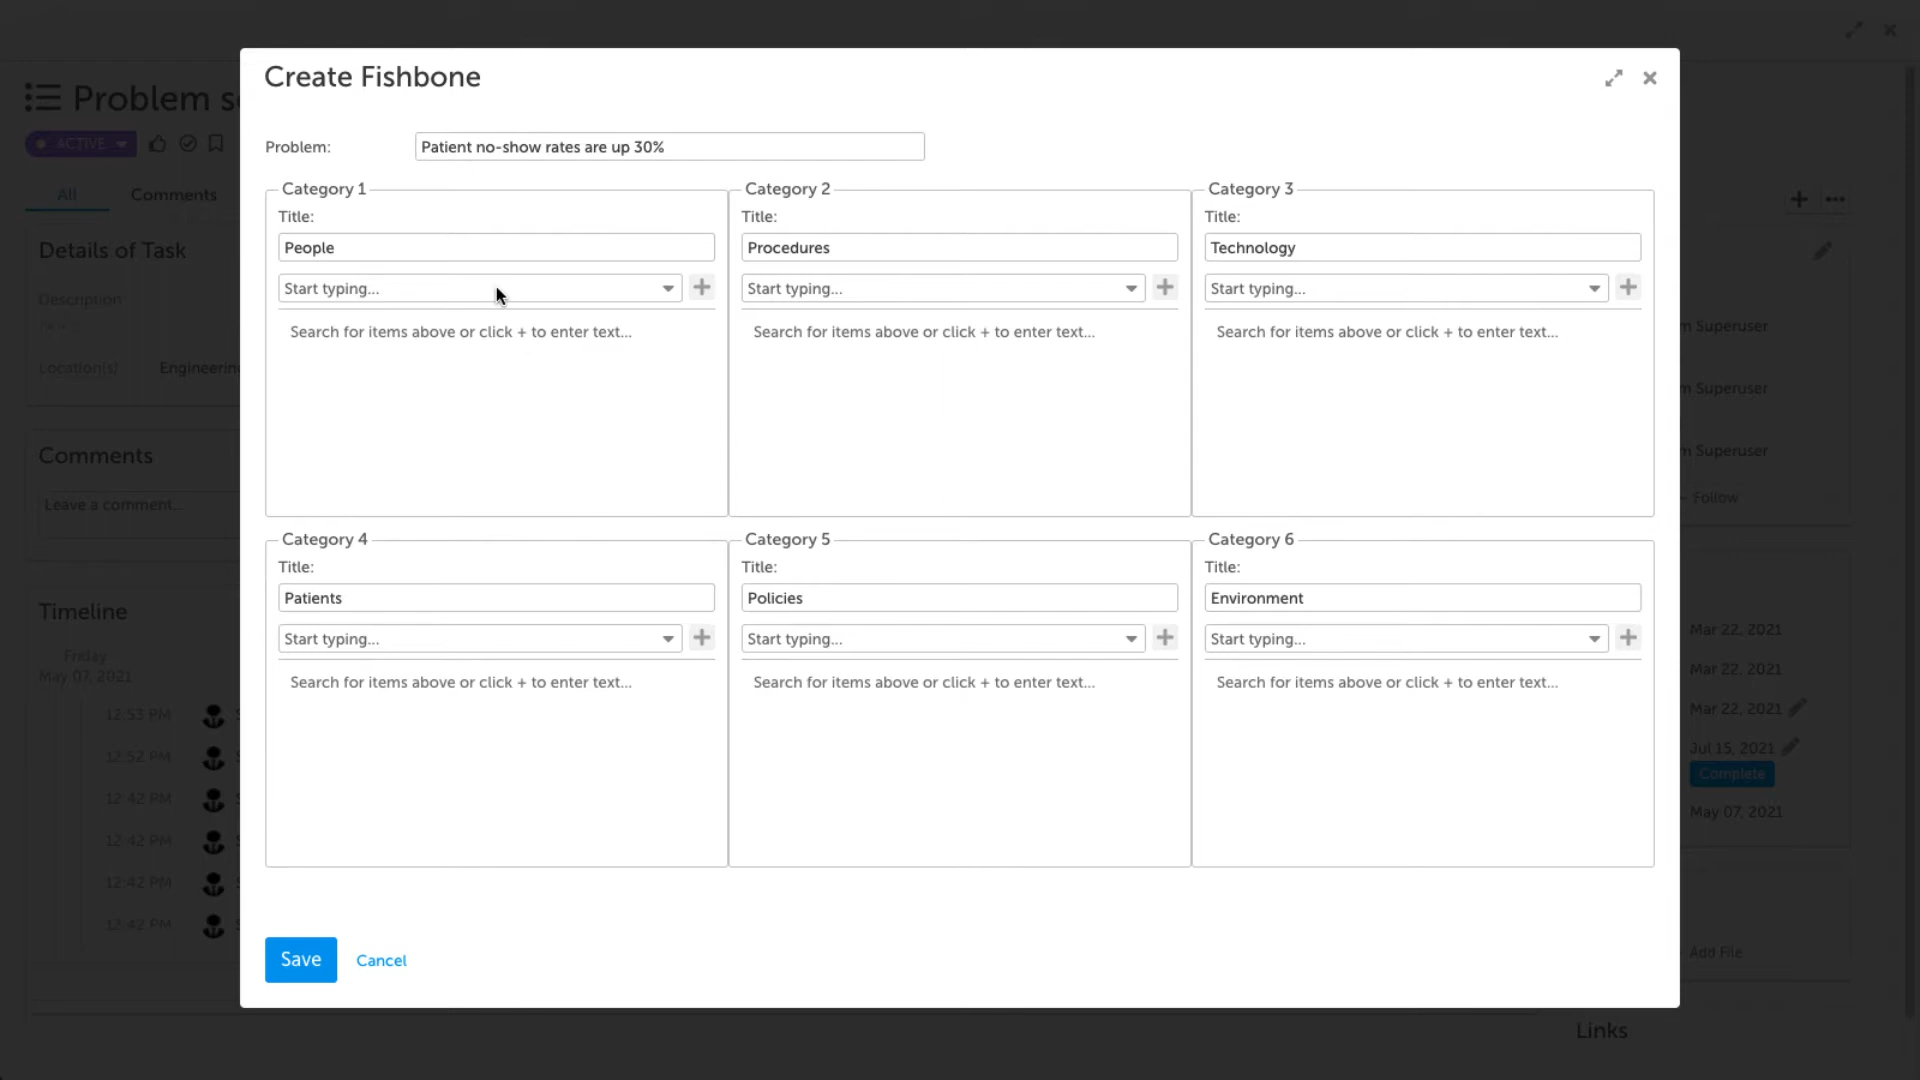 Create Fishbone
Problem: Patient no-show rates are up 30%
Category 1
Title:
People
Start typing...
Search for items above or click + to enter text...
Category 2
Title:
Procedures
Start typing...
Search for items above or click + to enter text...
Category 3
Title:
Technology
Start typing...
Search for items above or click + to enter text...
Category 4
Title:
Patients
Start typing...
Search for items above or click + to enter text...
Category 5
Title:
Policies
Start typing...
Search for items above or click + to enter text...
Category 6
Title:
Environment
Start typing...
Search for items above or click + to enter text...
Save Cancel
Problem
ACTIVE
All Comments
Details of Task
Description
Location(s)
Comments
Leave a comment...
Timeline
Friday
May 07, 2021
12:53 PM
12:52 PM
12:42 PM
12:42 PM
12:42 PM
12:42 PM
Superuser
Superuser
Superuser
Follow
Mar 22, 2021
Mar 22, 2021
Mar 22, 2021
Jul 15, 2021
Complete
May 07, 2021
Add File
Links